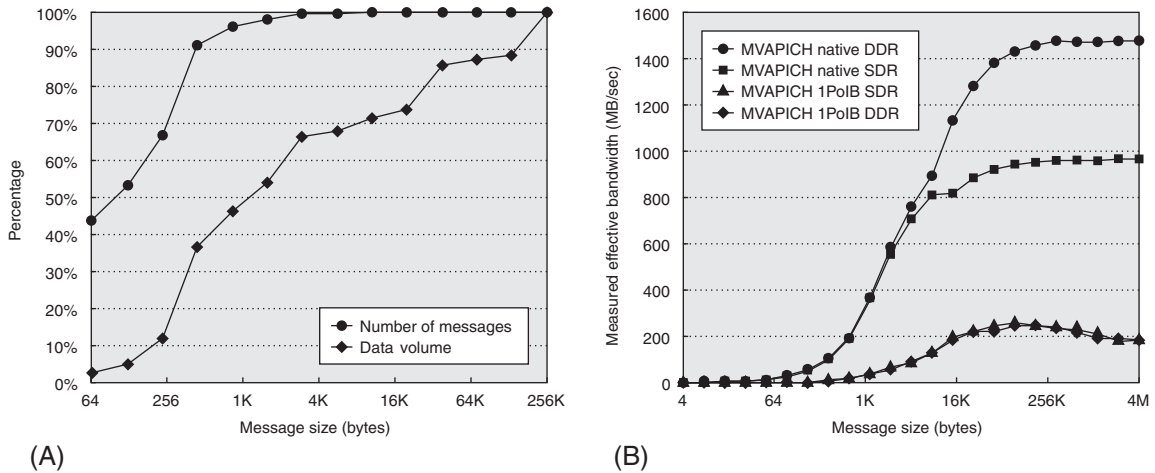 100%
90%
80%
70%
60%
50%
40%
30%
20%
10%
0%
Percentage
Number of messages
Data volume
64
256
1K
4K
16K
64K
256K
Message size (bytes)
(A)
1600
1400
1200
1000
800
600
400
200
0
Measured effective bandwidth (MB/sec)
MVAPICH native DDR
MVAPICH native SDR
MVAPICH 1PoIB SDR
MVAPICH 1PoIB DDR
4
64
1K
16K
256K
4M
Message size (bytes)
(B)